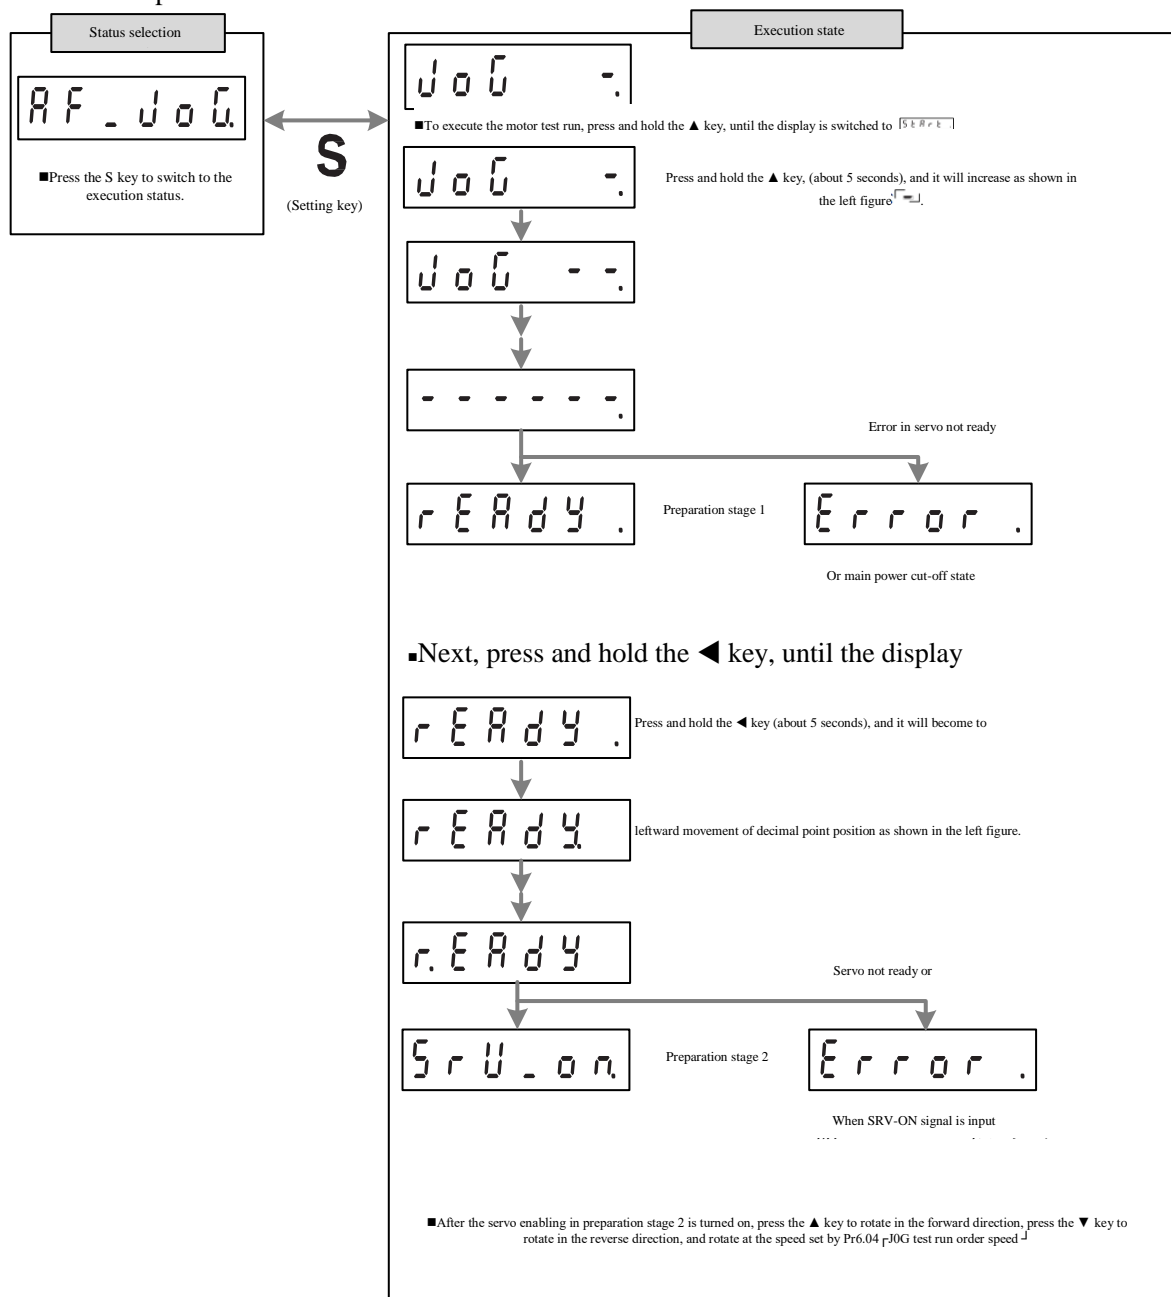 Status selection
Execution state
AF_JoG.
JoG -.
■To execute the motor test run, press and hold the ▲ key, until the display is switched to StARt .
S
■Press the S key to switch to the
execution status.
(Setting key)
JoG -.
Press and hold the ▲ key, (about 5 seconds), and it will increase as shown in
the left figure「-」.
JoG --.
------.
Error in servo not ready
rEAdy .
Preparation stage 1
Error .
Or main power cut-off state
■Next, press and hold the ◀ key, until the display
rEAdy .
Press and hold the ◀ key (about 5 seconds), and it will become to
rEAdy.
leftward movement of decimal point position as shown in the left figure.
r.EAdy
Servo not ready or
SrU_on.
Preparation stage 2
Error .
When SRV-ON signal is input
■After the servo enabling in preparation stage 2 is turned on, press the ▲ key to rotate in the forward direction, press the ▼ key to
rotate in the reverse direction, and rotate at the speed set by Pr6.04「J0G test run order speed」